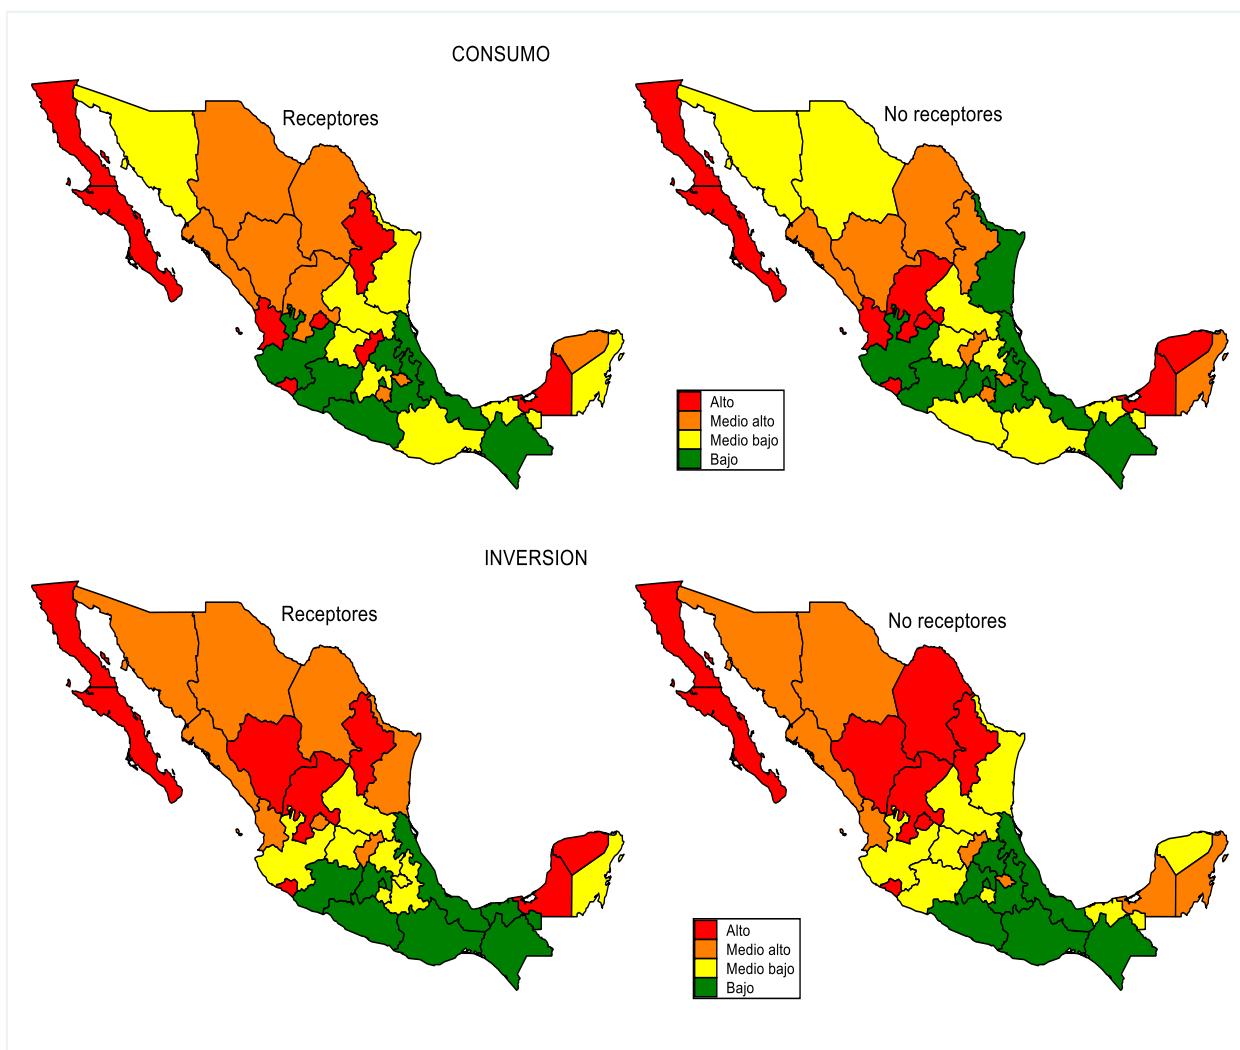 CONSUMO
Receptores
No receptores
Alto
Medio alto
Medio bajo
Bajo
INVERSION
Receptores
No receptores
Alto
Medio alto
Medio bajo
Bajo